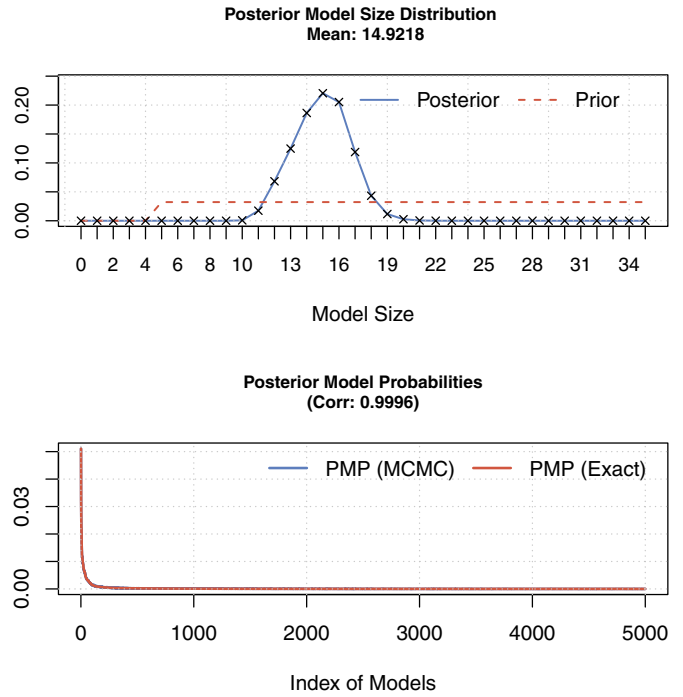 Posterior Model Size Distribution
Mean: 14.9218
0.20
0.10
0.00
Posterior
Prior
0 2 4 6 8 10 13 16 19 22 25 28 31 34
Model Size
Posterior Model Probabilities
(Corr: 0.9996)
0.03
0.00
PMP (MCMC)
PMP (Exact)
0 1000 2000 3000 4000 5000
Index of Models